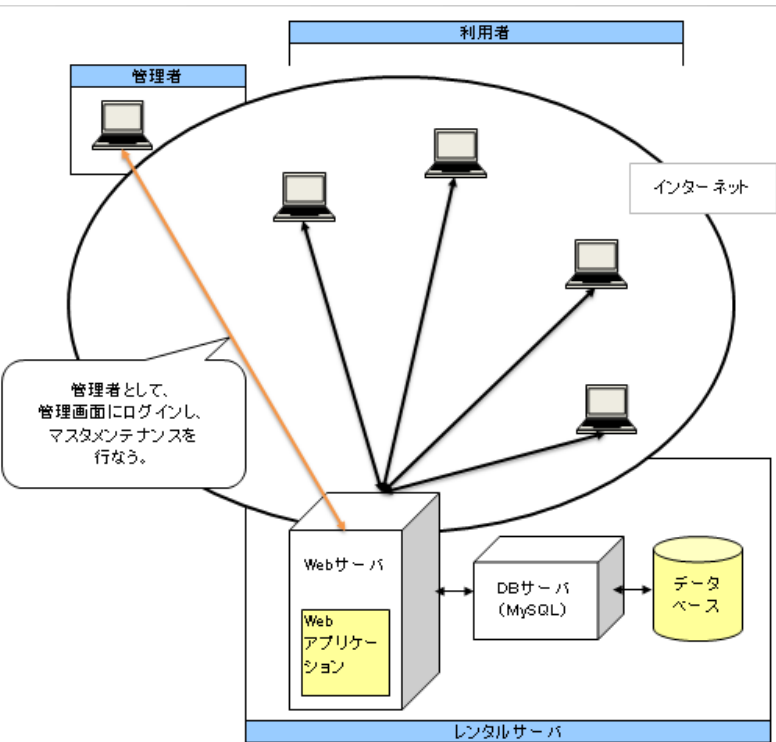 利用者
管理者
インターネット
管理者として、
管理画面にログインし、
マスタメンテナンスを
行なう。
Webサーバ
Web
アプリケー
ション
DBサーバ
(MySQL)
データ
ベース
レンタルサーバ